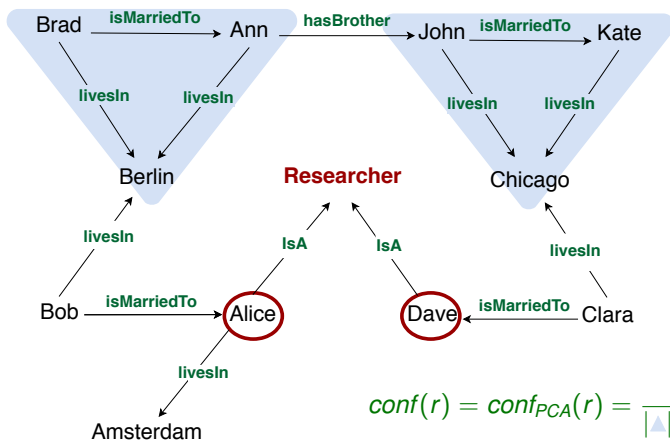 Brad isMarriedTo Ann hasBrother John isMarriedTo Kate
livesIn livesIn livesIn livesIn
Berlin Researcher Chicago
livesIn IsA IsA livesIn
Bob isMarriedTo Alice Dave isMarriedTo Clara
livesIn
Amsterdam
conf(r) = conf_PCA(r) =
| |